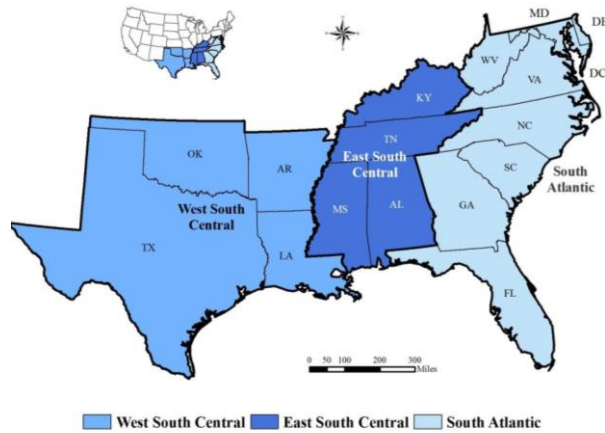 MD
DE
WV
DC
VA
KY
NC
TN
East South
Central
OK
AR
SC
South
Atlantic
West South
Central
MS
AL
GA
TX
LA
FL
0 50 100 200 300
Miles
West South Central East South Central South Atlantic